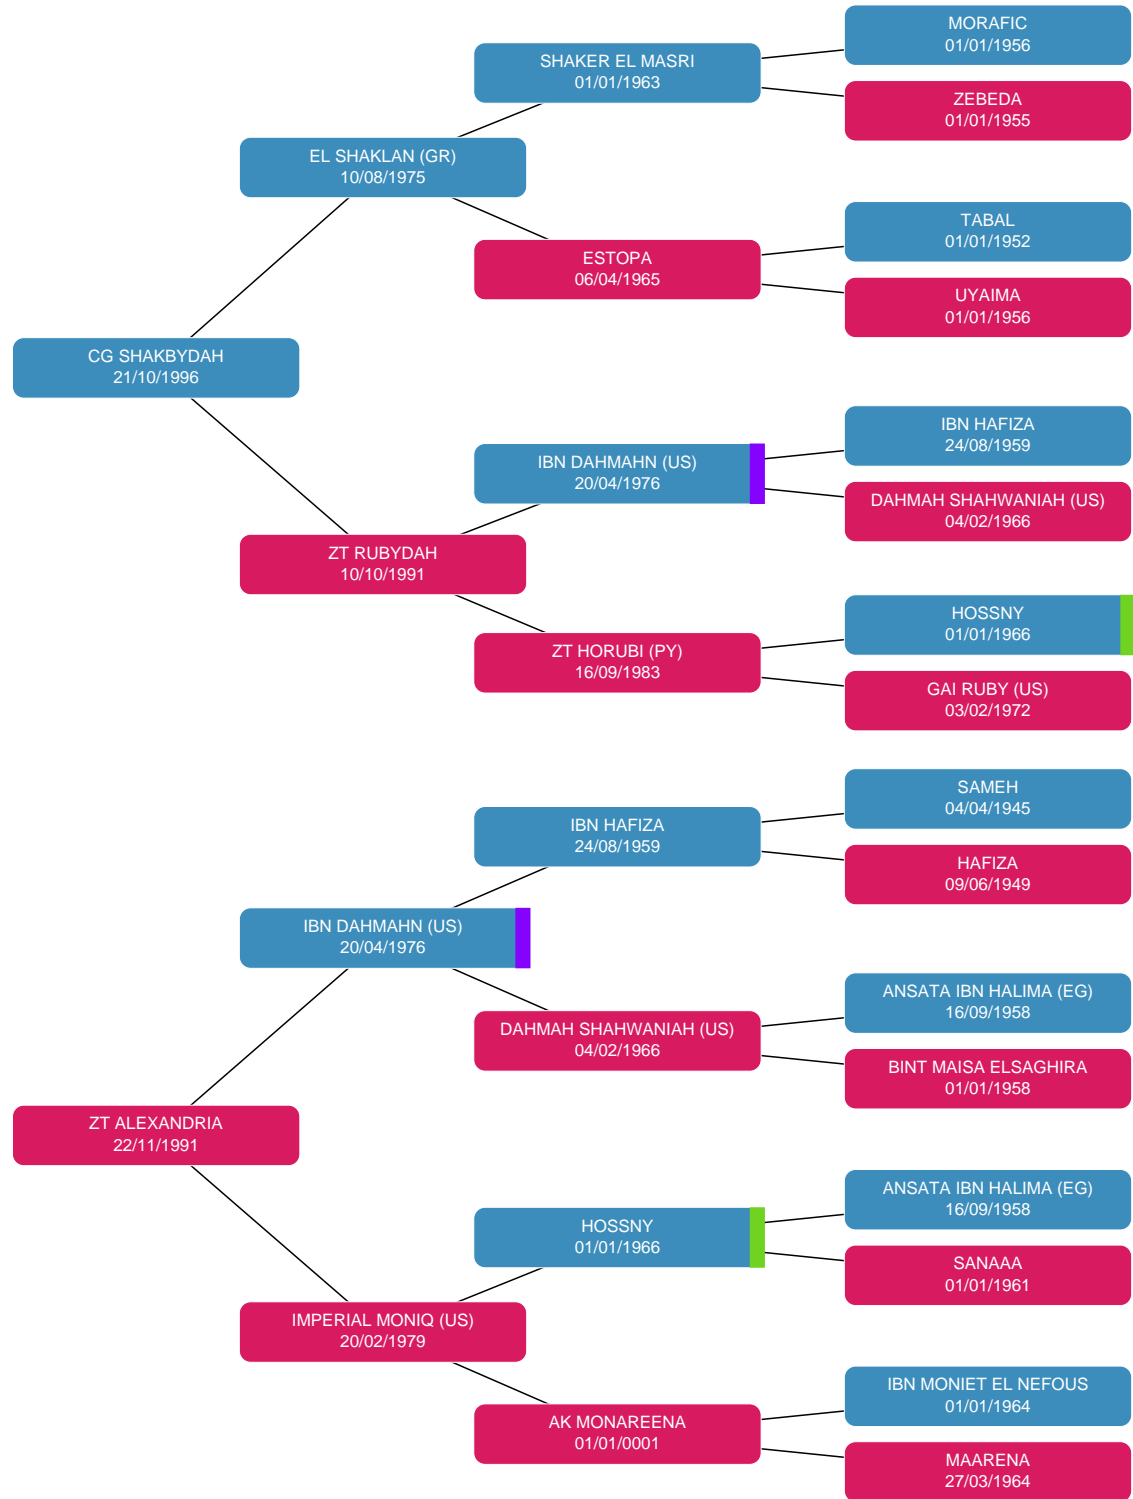 MORAFIC
01/01/1956
SHAKER EL MASRI
01/01/1963
ZEBEDA
01/01/1955
EL SHAKLAN (GR)
10/08/1975
TABAL
01/01/1952
ESTOPA
06/04/1965
UYAIMA
01/01/1956
CG SHAKBYDAH
21/10/1996
IBN HAFIZA
24/08/1959
IBN DAHMAHN (US)
20/04/1976
DAHMAH SHAHWANIAH (US)
04/02/1966
ZT RUBYDAH
10/10/1991
HOSSNY
01/01/1966
ZT HORUBI (PY)
16/09/1983
GAI RUBY (US)
03/02/1972
SAMEH
04/04/1945
IBN HAFIZA
24/08/1959
HAFIZA
09/06/1949
IBN DAHMAHN (US)
20/04/1976
ANSATA IBN HALIMA (EG)
16/09/1958
DAHMAH SHAHWANIAH (US)
04/02/1966
BINT MAISA ELSAGHIRA
01/01/1958
ZT ALEXANDRIA
22/11/1991
ANSATA IBN HALIMA (EG)
16/09/1958
HOSSNY
01/01/1966
SANAAA
01/01/1961
IMPERIAL MONIQ (US)
20/02/1979
IBN MONIET EL NEFOUS
01/01/1964
AK MONAREENA
01/01/0001
MAARENA
27/03/1964